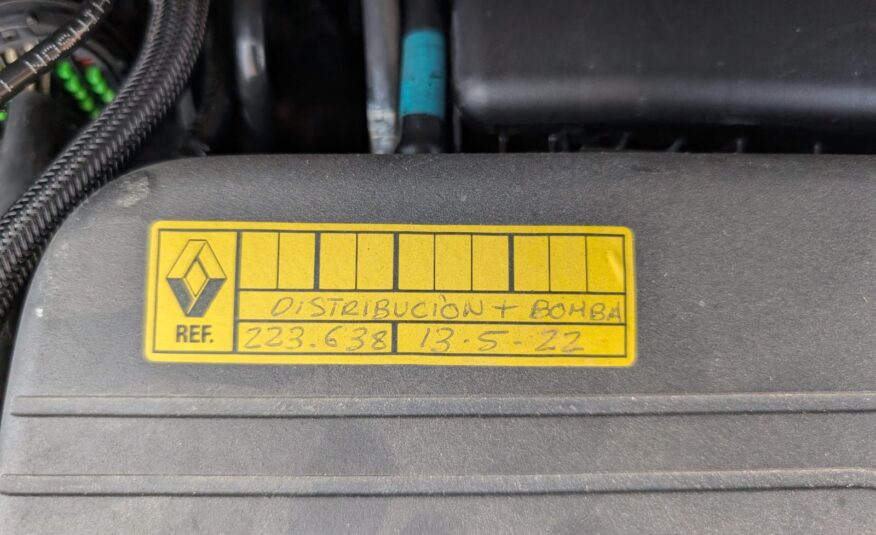 DISTRIBUCIÓN + BOMBA
REF. 223.638 13-5-22